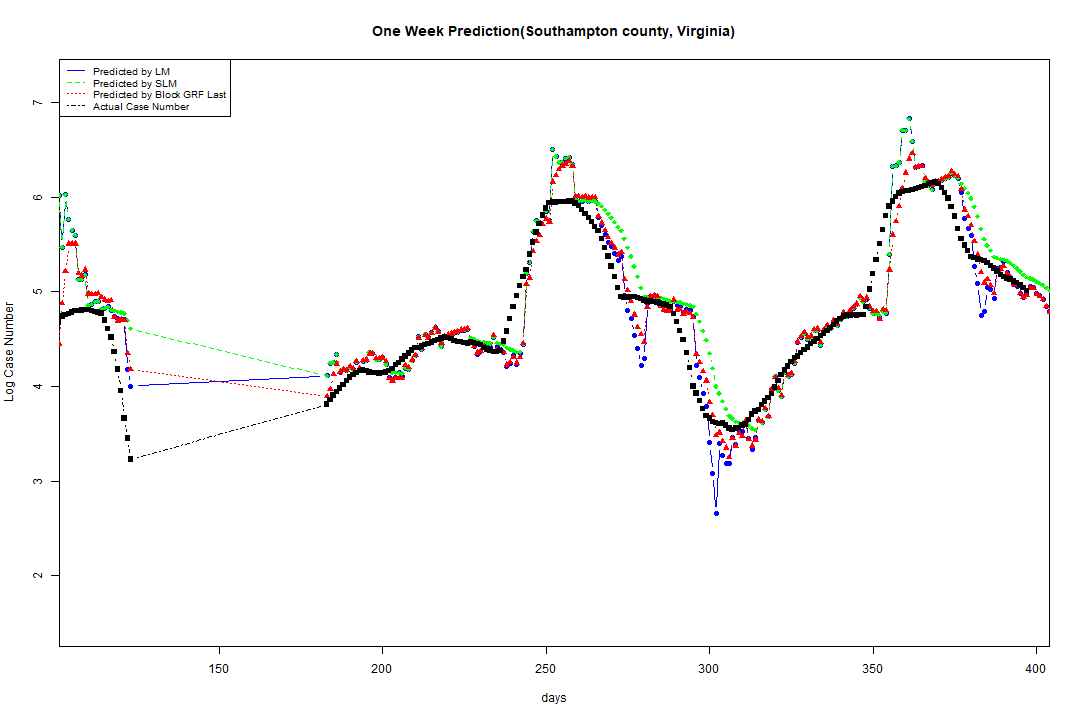 One Week Prediction(Southampton county, Virginia)
Predicted by LM
Predicted by SLM
Predicted by Block GRF Last
Actual Case Number
7
6
5
4
3
2
Log Case Number
150 200 250 300 350 400
days